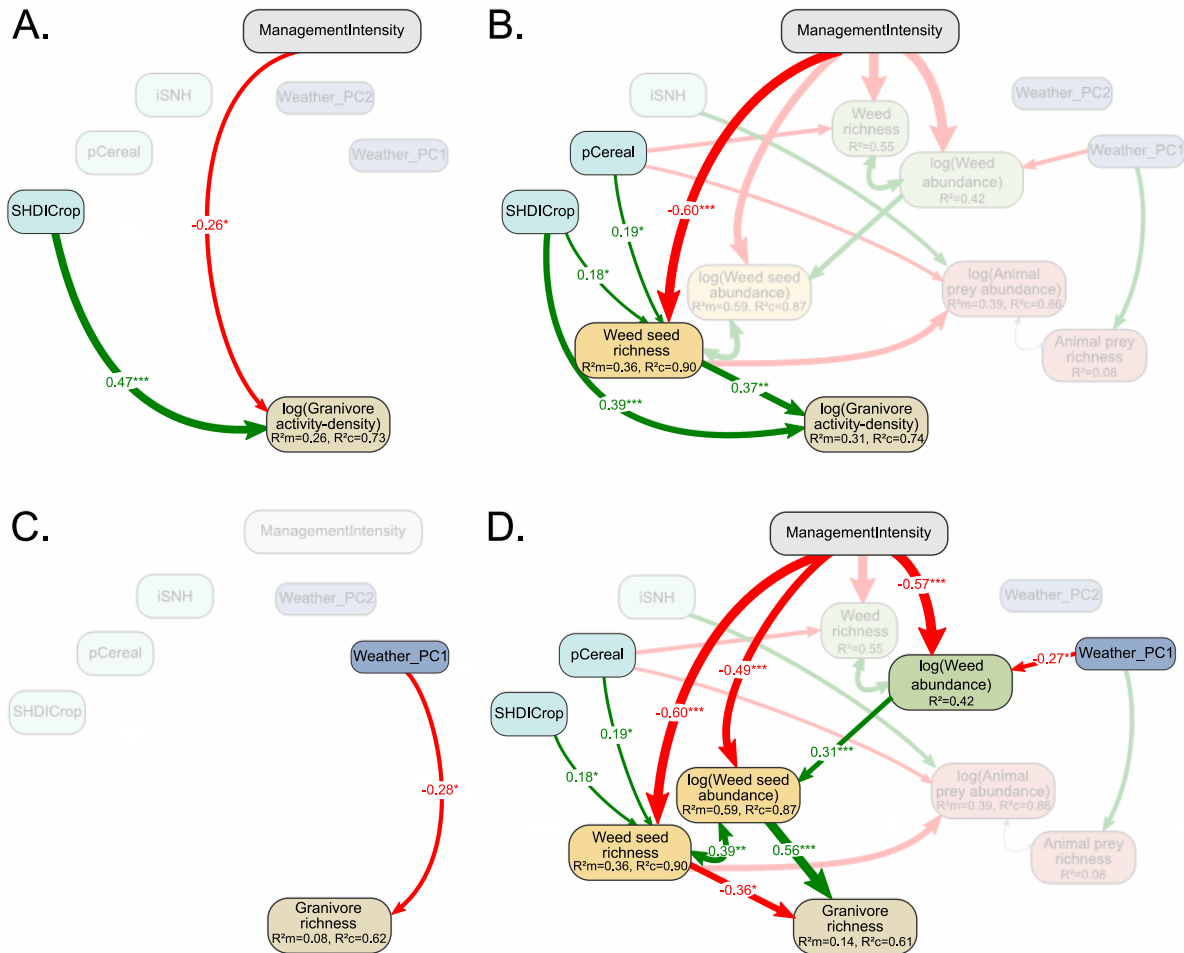 A.
ManagementIntensity
iSNH
Weather_PC2
pCereal
Weather_PC1
SHDICrop
-0.26*
0.47***
log(Granivore
activity-density)
R²m=0.26, R²c=0.73
B.
ManagementIntensity
iSNH
Weather_PC2
Weed
richness
R²=0.55
pCereal
Weather_PC1
log(Weed
abundance)
R²=0.42
SHDICrop
-0.60***
0.19*
0.18*
log(Weed seed
abundance)
R²m=0.59, R²c=0.87
log(Animal
prey abundance)
R²m=0.39, R²c=0.86
Weed seed
richness
R²m=0.36, R²c=0.90
Animal prey
richness
R²=0.08
0.37**
0.39***
log(Granivore
activity-density)
R²m=0.31, R²c=0.74
C.
ManagementIntensity
iSNH
Weather_PC2
pCereal
Weather_PC1
SHDICrop
-0.28*
Granivore
richness
R²m=0.08, R²c=0.62
D.
ManagementIntensity
-0.57***
iSNH
Weather_PC2
Weed
richness
R²=0.55
pCereal
Weather_PC1
-0.27**
log(Weed
abundance)
R²=0.42
-0.49***
SHDICrop
-0.60***
0.19*
0.31***
0.18*
log(Weed seed
abundance)
R²m=0.59, R²c=0.87
log(Animal
prey abundance)
R²m=0.39, R²c=0.86
Weed seed
richness
R²m=0.36, R²c=0.90
0.39**
0.56***
Animal prey
richness
R²=0.08
-0.36*
Granivore
richness
R²m=0.14, R²c=0.61